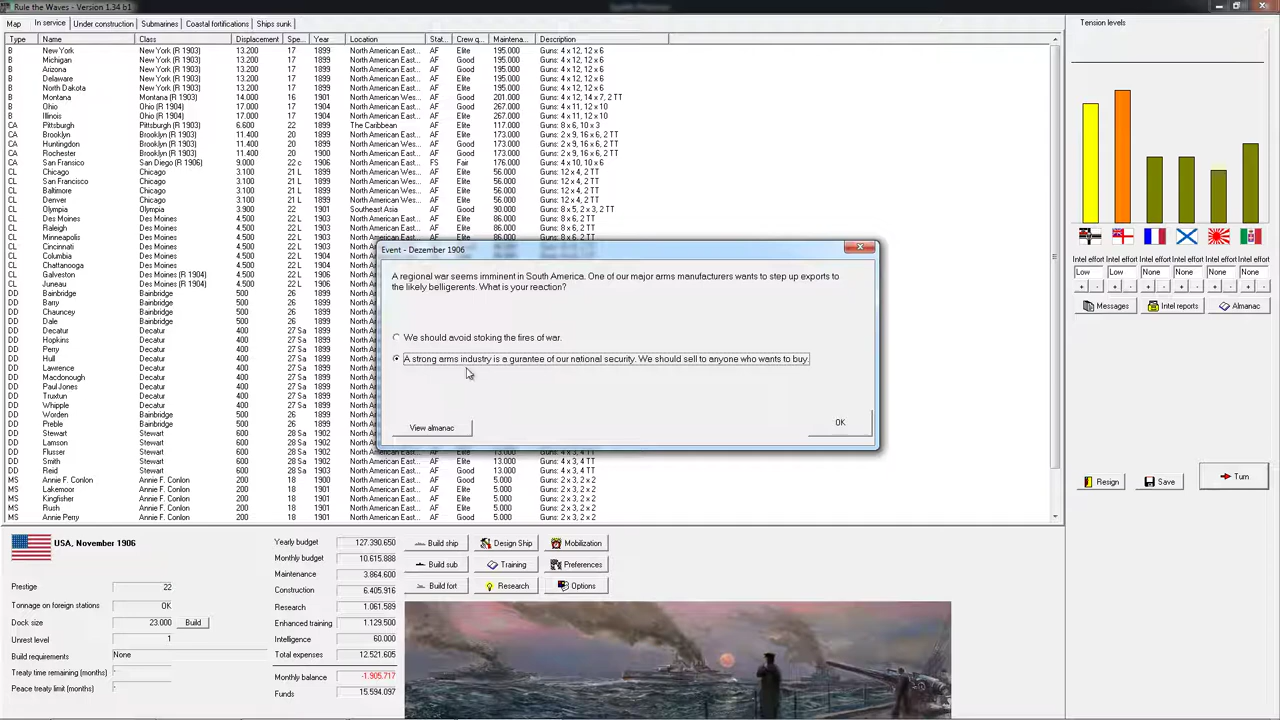 Rule the Waves - Version 1.34 b1
Map In service Under construction Submarines Coastal fortifications Ships sunk
Type Name Class Displacement Spe... Year Location Stat... Crew q... Maintena... Description
B New York New York (R 1903) 13.200 17 1899 North American East... AF Elite 195.000 Guns: 4 x 12, 12 x 6
B Michigan New York (R 1903) 13.200 17 1899 North American East... AF Good 195.000 Guns: 4 x 12, 12 x 6
B Arizona New York (R 1903) 13.200 17 1899 North American East... AF Good 195.000 Guns: 4 x 12, 12 x 6
B Delaware New York (R 1903) 13.200 17 1899 North American East... AF Elite 195.000 Guns: 4 x 12, 12 x 6
B North Dakota New York (R 1903) 13.200 17 1899 North American East... AF Elite 195.000 Guns: 4 x 12, 12 x 6
B Montana Montana (R 1903) 14.000 16 1901 North American East... AF Good 201.000 Guns: 4 x 12, 14 x 7, 2 TT
B Ohio Ohio (R 1904) 17.000 17 1904 North American East... AF Good 267.000 Guns: 4 x 11, 12 x 10
B Illinois Ohio (R 1904) 17.000 17 1904 North American East... AF Elite 267.000 Guns: 4 x 11, 12 x 10
CA Pittsburgh Pittsburgh (R 1903) 6.600 22 1899 The Caribbean AF Elite 117.000 Guns: 8 x 6, 10 x 3
CA Brooklyn Brooklyn (R 1903) 11.400 20 1899 North American Wes... AF Good 173.000 Guns: 2 x 9, 16 x 6, 2 TT
CA Huntingdon Brooklyn (R 1903) 11.400 20 1899 North American Wes... AF Good 173.000 Guns: 2 x 9, 16 x 6, 2 TT
CA Rochester Brooklyn (R 1903) 11.400 20 1899 North American East... AF Good 173.000 Guns: 2 x 9, 16 x 6, 2 TT
CA San Fransico San Diego (R 1906) 9.000 22 c 1906 North American East... FS Fair 176.000 Guns: 4 x 10, 10 x 6
CL Chicago Chicago 3.100 21 L 1899 North American Wes... AF Elite 56.000 Guns: 12 x 4, 2 TT
CL San Francisco Chicago 3.100 21 L 1899 North American Wes... AF Elite 56.000 Guns: 12 x 4, 2 TT
CL Baltimore Chicago 3.100 21 L 1899 North American Wes... AF Elite 56.000 Guns: 12 x 4, 2 TT
CL Denver Chicago 3.100 21 L 1899 North American Wes... AF Elite 56.000 Guns: 12 x 4, 2 TT
CL Olympia Olympia 3.900 22 1901 Southeast Asia AF Good 90.000 Guns: 8 x 5, 2 x 3, 2 TT
CL Des Moines Des Moines 4.500 22 L 1903 North American East... AF Elite 86.000 Guns: 2 x 6, 8 x 6, 2 TT
CL Raleigh Des Moines 4.500 22 L 1903 North American East... AF Elite 86.000 Guns: 2 x 6, 8 x 6, 2 TT
CL Minneapolis Des Moines 4.500 22 L 1903 North American East... AF Elite 86.000 Guns: 2 x 6, 8 x 6, 2 TT
CL Cincinnati Des Moines 4.500 22 L 1903 North Ame
CL Columbia Des Moines 4.500 22 L 1904 North Ame
CL Chattanooga Des Moines 4.500 22 L 1904 North Ame
CL Galveston Des Moines (R 1904) 4.500 22 L 1906 North Ame
CL Juneau Des Moines (R 1904) 4.500 22 L 1906 North Ame
DD Bainbridge Bainbridge 500 26 1899 North Ame
DD Barry Bainbridge 500 26 1899 North Ame
DD Chauncey Bainbridge 500 26 1899 North Ame
DD Dale Bainbridge 500 26 1899 North Ame
DD Decatur Decatur 400 27 Sa 1899 North Ame
DD Perry Decatur 400 27 Sa 1899 North Ame
DD Hull Decatur 400 27 Sa 1899 North Ame
DD Lawrence Decatur 400 27 Sa 1899 North Ame
DD Macdonough Decatur 400 27 Sa 1899 North Ame
DD Paul Jones Decatur 400 27 Sa 1899 North Ame
DD Truxtun Decatur 400 27 Sa 1899 North Ame
DD Whipple Decatur 400 27 Sa 1899 North Ame
DD Worden Bainbridge 500 26 1899 North Ame
DD Preble Bainbridge 500 26 1899 North Ame
DD Stewart Stewart 600 28 Sa 1902 North Ame
DD Lamson Stewart 600 28 Sa 1902 North Ame
DD Flusser Stewart 600 28 Sa 1902 North American East... AF Elite 13.000 Guns: 4 x 3, 4 TT
DD Smith Stewart 600 28 Sa 1902 North American East... AF Elite 13.000 Guns: 4 x 3, 4 TT
DD Reid Stewart 600 28 Sa 1902 North American East... AF Good 13.000 Guns: 4 x 3, 4 TT
MS Annie F. Conlon Annie F. Conlon 200 18 1900 North American East... AF Good 5.000 Guns: 2 x 3, 2 x 2
MS Lakemoor Annie F. Conlon 200 18 1901 North American East... AF Elite 5.000 Guns: 2 x 3, 2 x 2
MS Kingfisher Annie F. Conlon 200 18 1901 North American East... AF Elite 5.000 Guns: 2 x 3, 2 x 2
MS Rush Annie F. Conlon 200 18 1901 North American East... AF Elite 5.000 Guns: 2 x 3, 2 x 2
MS Annie Perry Annie F. Conlon 200 18 1901 North American East... AF Good 5.000 Guns: 2 x 3, 2 x 2
Event - Dezember 1906
A regional war seems imminent in South America. One of our major arms manufacturers wants to step up exports to
the likely belligerents. What is your reaction?
We should avoid stoking the fires of war.
A strong arms industry is a gurantee of our national security. We should sell to anyone who wants to buy.
View almanac OK
Tension levels
Intel effort Intel effort Intel effort Intel effort Intel effort Intel effort
Low Low None None None None
+ - + - + - + - + - + -
Messages Intel reports Almanac
Resign Save Turn
USA, November 1906
Prestige 22
Tonnage on foreign stations OK
Dock size 23.000 Build
Unrest level 1
Build requirements None
Treaty time remaining (months) -
Peace treaty limit (months) -
Yearly budget 127.390.650
Monthly budget 10.615.888
Maintenance 3.864.600
Construction 6.405.916
Research 1.061.589
Enhanced training 1.129.500
Intelligence 60.000
Total expenses 12.521.605
Monthly balance -1.905.717
Funds 15.594.097
Build ship Design Ship Mobilization
Build sub Training Preferences
Build fort Research Options